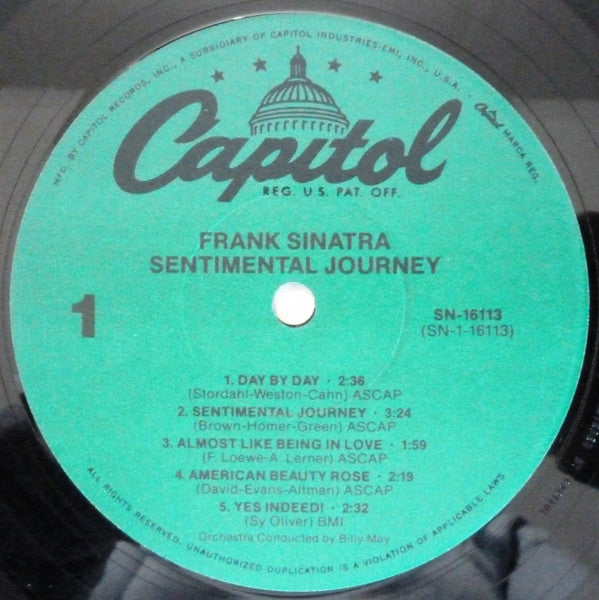 MFD. BY CAPITOL RECORDS, INC., A SUBSIDIARY OF CAPITOL INDUSTRIES-EMI, INC., U.S.A. · Capitol MARCA REG.
Capitol
REG. U.S. PAT. OFF.
FRANK SINATRA
SENTIMENTAL JOURNEY
1
SN-16113
(SN-1-16113)
1. DAY BY DAY · 2:36
(Stordahl-Weston-Cahn) ASCAP
2. SENTIMENTAL JOURNEY · 3:24
(Brown-Homer-Green) ASCAP
3. ALMOST LIKE BEING IN LOVE · 1:59
(F. Loewe-A. Lerner) ASCAP
4. AMERICAN BEAUTY ROSE · 2:19
(David-Evans-Altman) ASCAP
5. YES INDEED! · 2:32
(Sy Oliver) BMI
Orchestra Conducted by Billy May
ALL RIGHTS RESERVED. UNAUTHORIZED DUPLICATION IS A VIOLATION OF APPLICABLE LAWS